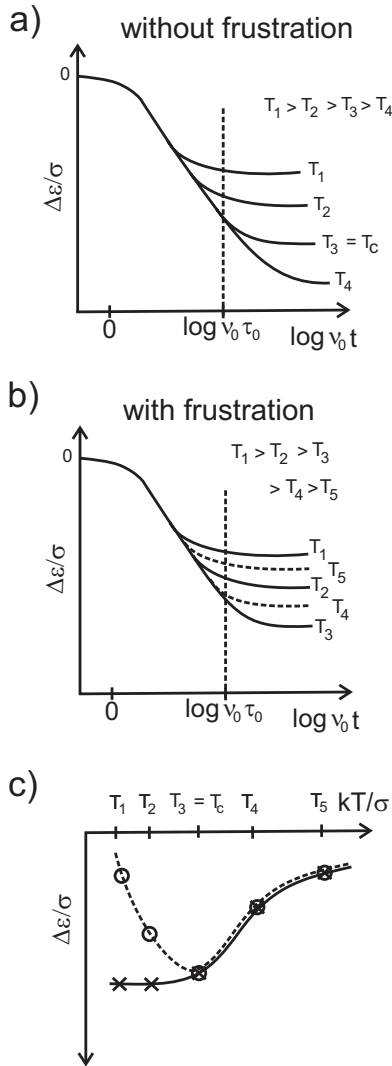 a) without frustration
0
T1 > T2 > T3 > T4
T1
T2
T3 = Tc
T4
Δε/σ
0 log ν0 τ0 log ν0 t
b) with frustration
0
T1 > T2 > T3
> T4 > T5
T1
T5
T2
T4
T3
Δε/σ
0 log ν0 τ0 log ν0 t
c)
T1 T2 T3 = Tc T4 T5 kT/σ
Δε/σ